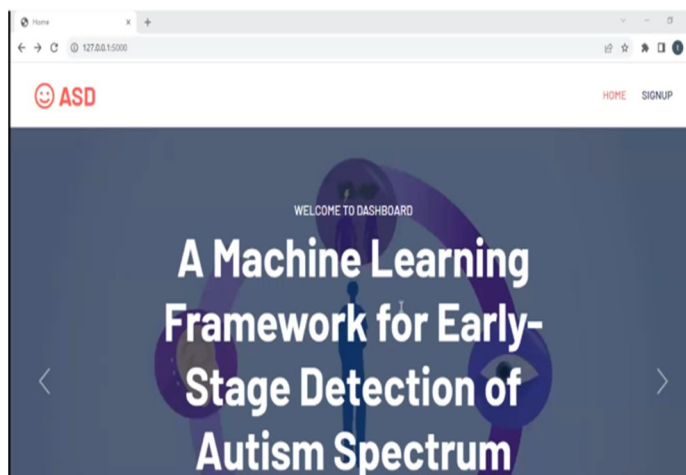 Home
127.0.0.1:5000
ASD
HOME SIGNUP
WELCOME TO DASHBOARD
A Machine Learning
Framework for Early-
Stage Detection of
Autism Spectrum